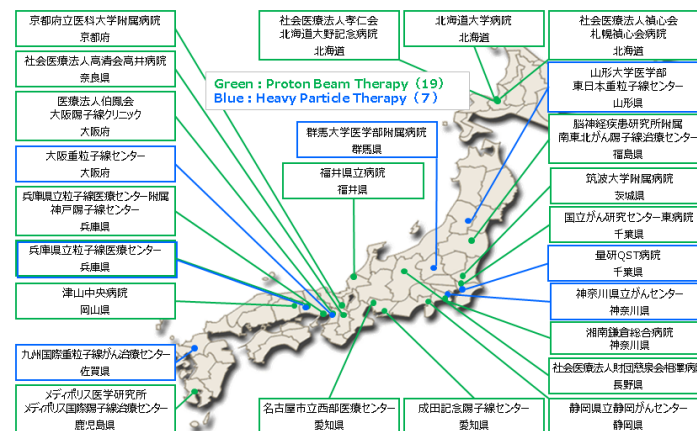 京都府立医科大学附属病院
京都府
社会医療法人高清会高井病院
奈良県
医療法人伯鳳会
大阪陽子線クリニック
大阪府
大阪重粒子線センター
大阪府
兵庫県立粒子線医療センター附属
神戸陽子線センター
兵庫県
兵庫県立粒子線医療センター
兵庫県
津山中央病院
岡山県
九州国際重粒子線がん治療センター
佐賀県
メディポリス医学研究所
メディポリス国際陽子線治療センター
鹿児島県
社会医療法人孝仁会
北海道大野記念病院
北海道
北海道大学病院
北海道
社会医療法人禎心会
札幌禎心会病院
北海道
Green : Proton Beam Therapy (19)
Blue : Heavy Particle Therapy (7)
群馬大学医学部附属病院
群馬県
福井県立病院
福井県
山形大学医学部
東日本重粒子線センター
山形県
脳神経疾患研究所附属
南東北がん陽子線治療センター
福島県
筑波大学附属病院
茨城県
国立がん研究センター東病院
千葉県
量研QST病院
千葉県
神奈川県立がんセンター
神奈川県
湘南鎌倉総合病院
神奈川県
社会医療法人財団慈泉会相澤病院
長野県
名古屋市立西部医療センター
愛知県
成田記念陽子線センター
愛知県
静岡県立静岡がんセンター
静岡県